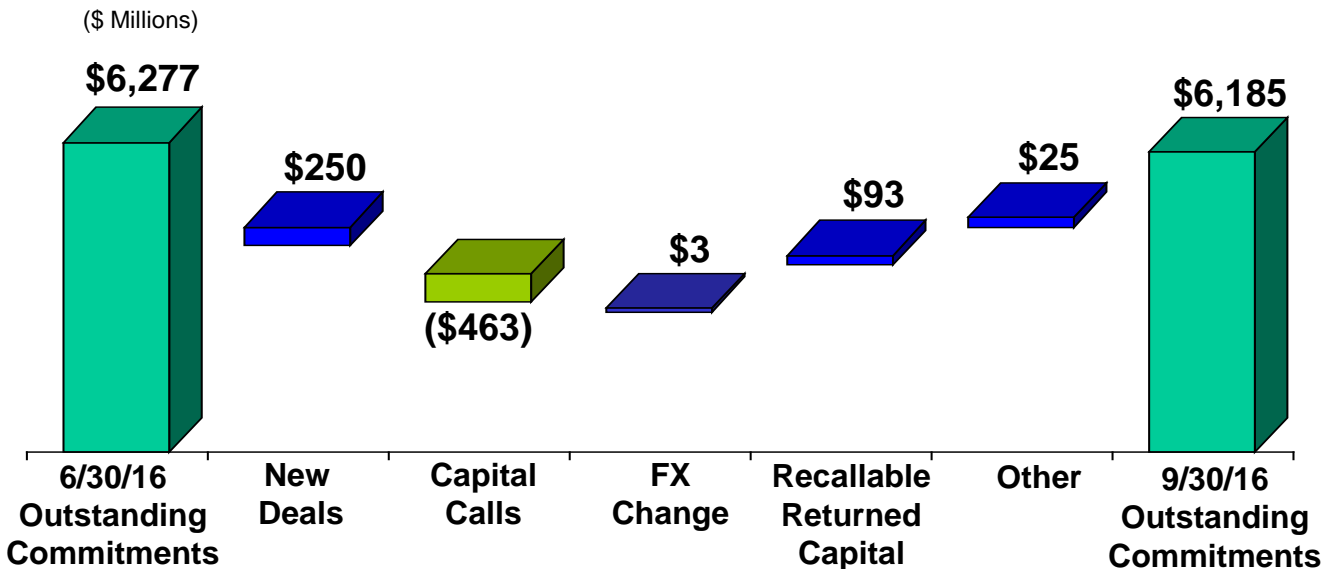 ($ Millions)
$6,277
$250
($463)
$3
$93
$25
$6,185
6/30/16
Outstanding
Commitments
New
Deals
Capital
Calls
FX
Change
Recallable
Returned
Capital
Other
9/30/16
Outstanding
Commitments